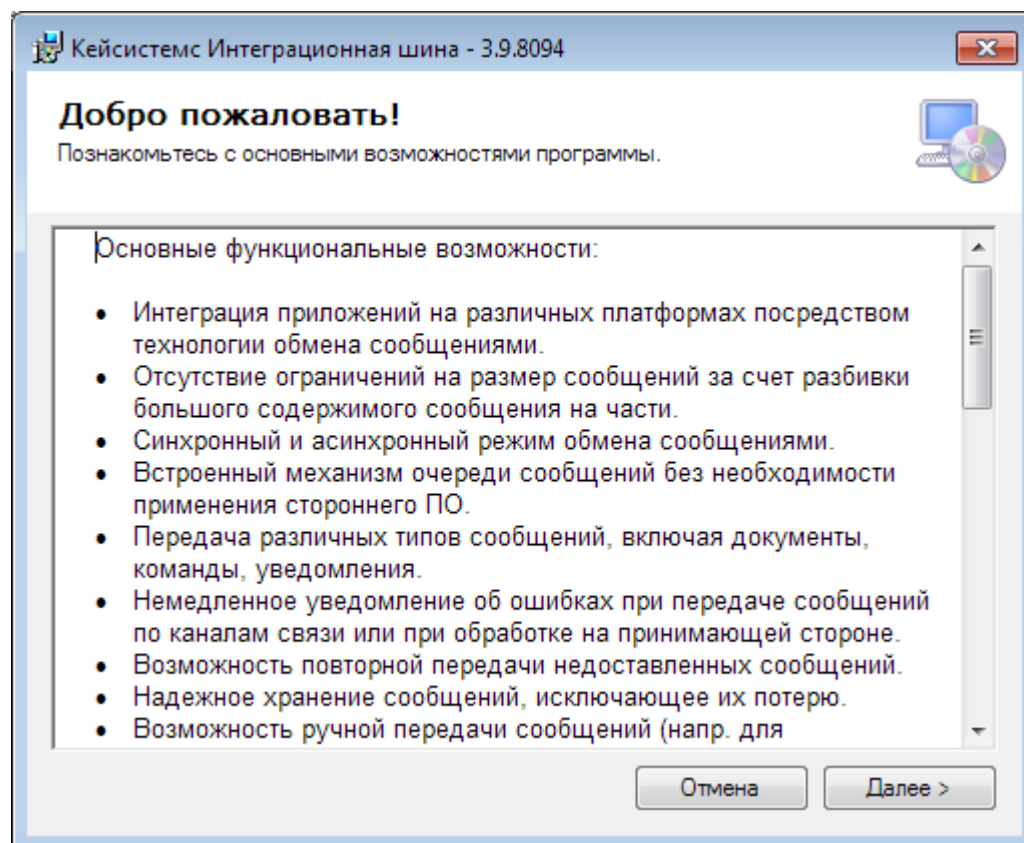 Кейсистемс Интеграционная шина - 3.9.8094
Добро пожаловать!
Познакомьтесь с основными возможностями программы.
Основные функциональные возможности:
• Интеграция приложений на различных платформах посредством
технологии обмена сообщениями.
• Отсутствие ограничений на размер сообщений за счет разбивки
большого содержимого сообщения на части.
• Синхронный и асинхронный режим обмена сообщениями.
• Встроенный механизм очереди сообщений без необходимости
применения стороннего ПО.
• Передача различных типов сообщений, включая документы,
команды, уведомления.
• Немедленное уведомление об ошибках при передаче сообщений
по каналам связи или при обработке на принимающей стороне.
• Возможность повторной передачи недоставленных сообщений.
• Надежное хранение сообщений, исключающее их потерю.
• Возможность ручной передачи сообщений (напр. для
Отмена
Далее >